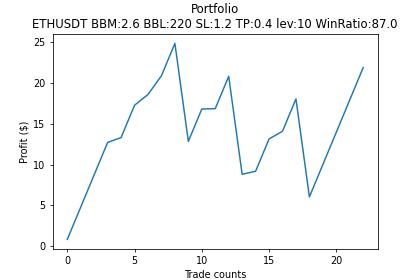 Portfolio
ETHUSDT BBM:2.6 BBL:220 SL:1.2 TP:0.4 lev:10 WinRatio:87.0
25
20
15
10
5
0
Profit ($)
0 5 10 15 20
Trade counts